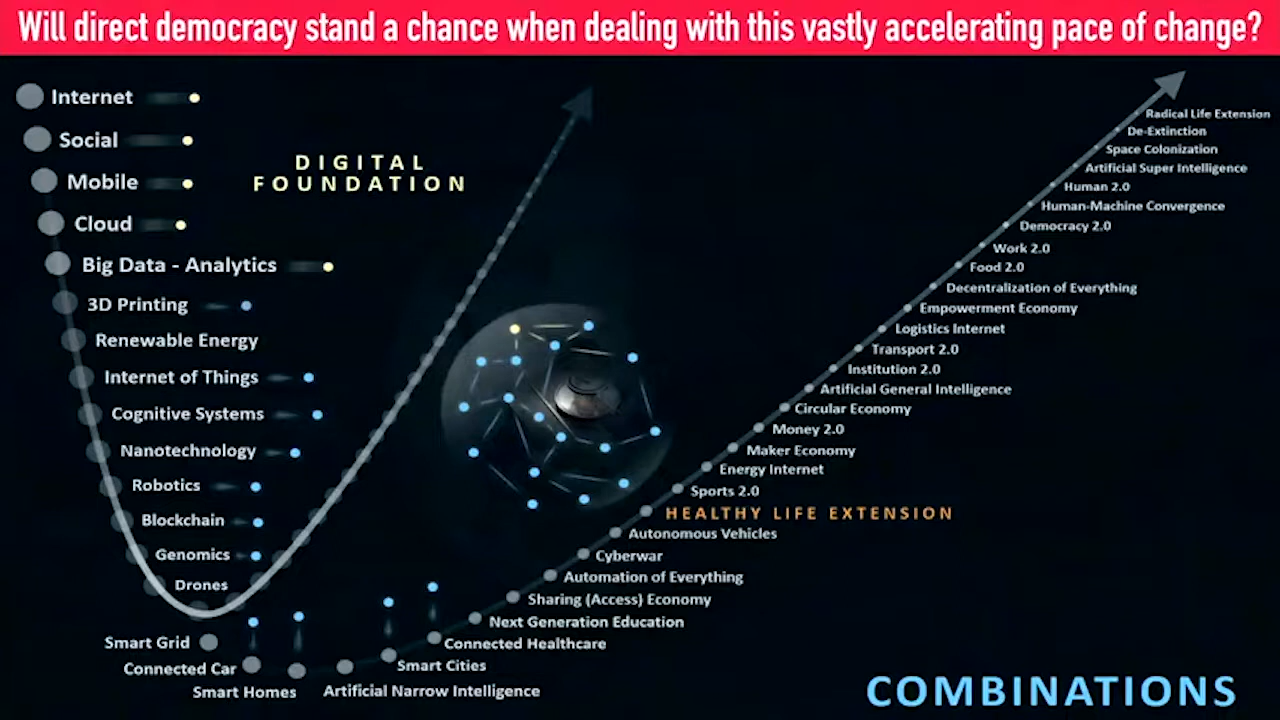 Will direct democracy stand a chance when dealing with this vastly accelerating pace of change?
Internet
Social
Mobile
Cloud
Big Data - Analytics
3D Printing
Renewable Energy
Internet of Things
Cognitive Systems
Nanotechnology
Robotics
Blockchain
Genomics
Drones
DIGITAL
FOUNDATION
Smart Grid
Connected Car
Smart Homes
Artificial Narrow Intelligence
Smart Cities
Connected Healthcare
Next Generation Education
Sharing (Access) Economy
Automation of Everything
Cyberwar
Autonomous Vehicles
HEALTHY LIFE EXTENSION
Sports 2.0
Energy Internet
Maker Economy
Money 2.0
Circular Economy
Artificial General Intelligence
Institution 2.0
Transport 2.0
Logistics Internet
Empowerment Economy
Decentralization of Everything
Food 2.0
Work 2.0
Democracy 2.0
Human-Machine Convergence
Human 2.0
Artificial Super Intelligence
Space Colonization
De-Extinction
Radical Life Extension
COMBINATIONS